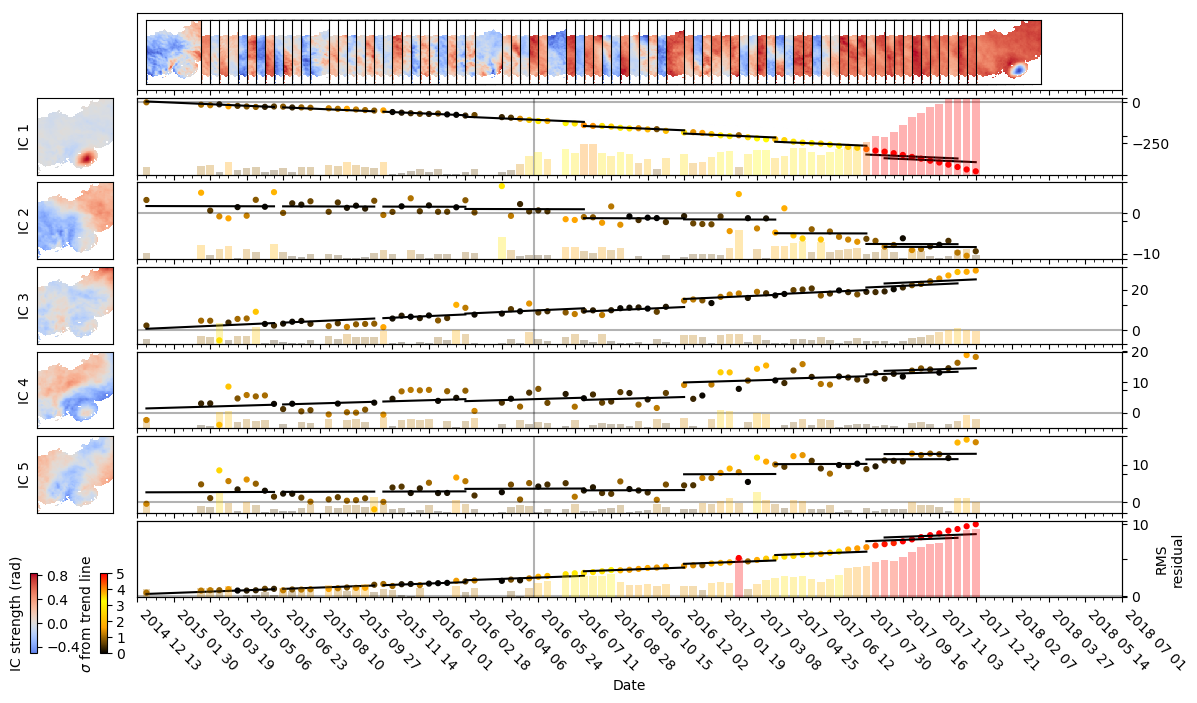 IC 1
0
−250
IC 2
0
−10
IC 3
20
0
IC 4
20
10
0
IC 5
10
0
10
0
RMS
residual
IC strength (rad)
0.8
0.4
0.0
−0.4
σ from trend line
5
4
3
2
1
0
2014 12 13
2015 01 30
2015 03 19
2015 05 06
2015 06 23
2015 08 10
2015 09 27
2015 11 14
2016 01 01
2016 02 18
2016 04 06
2016 05 24
2016 07 11
2016 08 28
2016 10 15
2016 12 02
2017 01 19
2017 03 08
2017 04 25
2017 06 12
2017 07 30
2017 09 16
2017 11 03
2017 12 21
2018 02 07
2018 03 27
2018 05 14
2018 07 01
Date